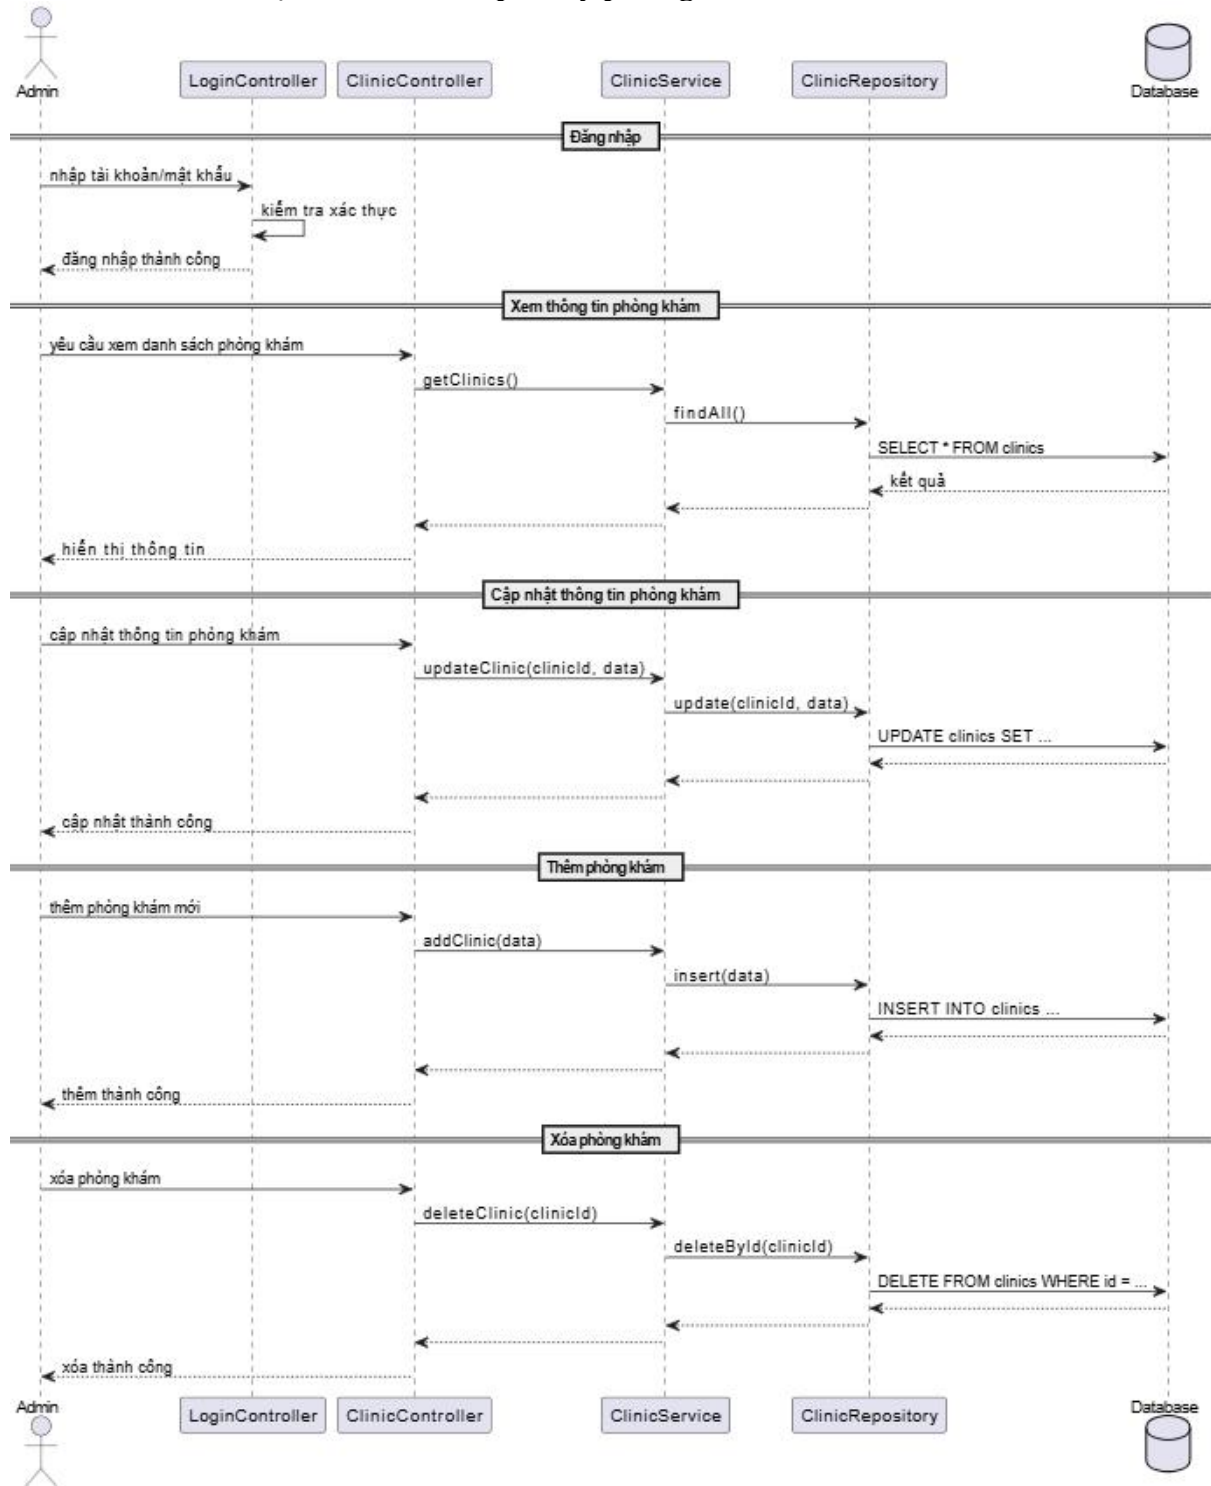 Admin
LoginController
ClinicController
ClinicService
ClinicRepository
Database
Đăng nhập
nhập tài khoản/mật khẩu
kiểm tra xác thực
đăng nhập thành công
Xem thông tin phòng khám
yêu cầu xem danh sách phòng khám
getClinics()
findAll()
SELECT * FROM clinics
kết quả
hiển thị thông tin
Cập nhật thông tin phòng khám
cập nhật thông tin phòng khám
updateClinic(clinicId, data)
update(clinicId, data)
UPDATE clinics SET ...
cập nhật thành công
Thêm phòng khám
thêm phòng khám mới
addClinic(data)
insert(data)
INSERT INTO clinics ...
thêm thành công
Xóa phòng khám
xóa phòng khám
deleteClinic(clinicId)
deleteById(clinicId)
DELETE FROM clinics WHERE id = ...
xóa thành công
Admin
LoginController
ClinicController
ClinicService
ClinicRepository
Database